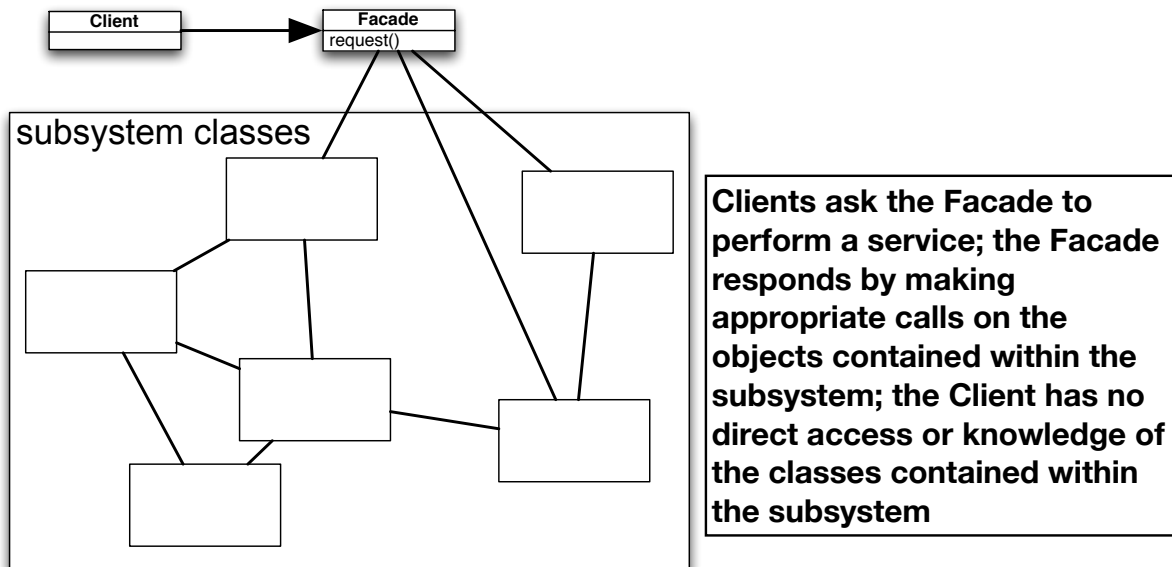 Client
Facade
request()
subsystem classes
Clients ask the Facade to
perform a service; the Facade
responds by making
appropriate calls on the
objects contained within the
subsystem; the Client has no
direct access or knowledge of
the classes contained within
the subsystem